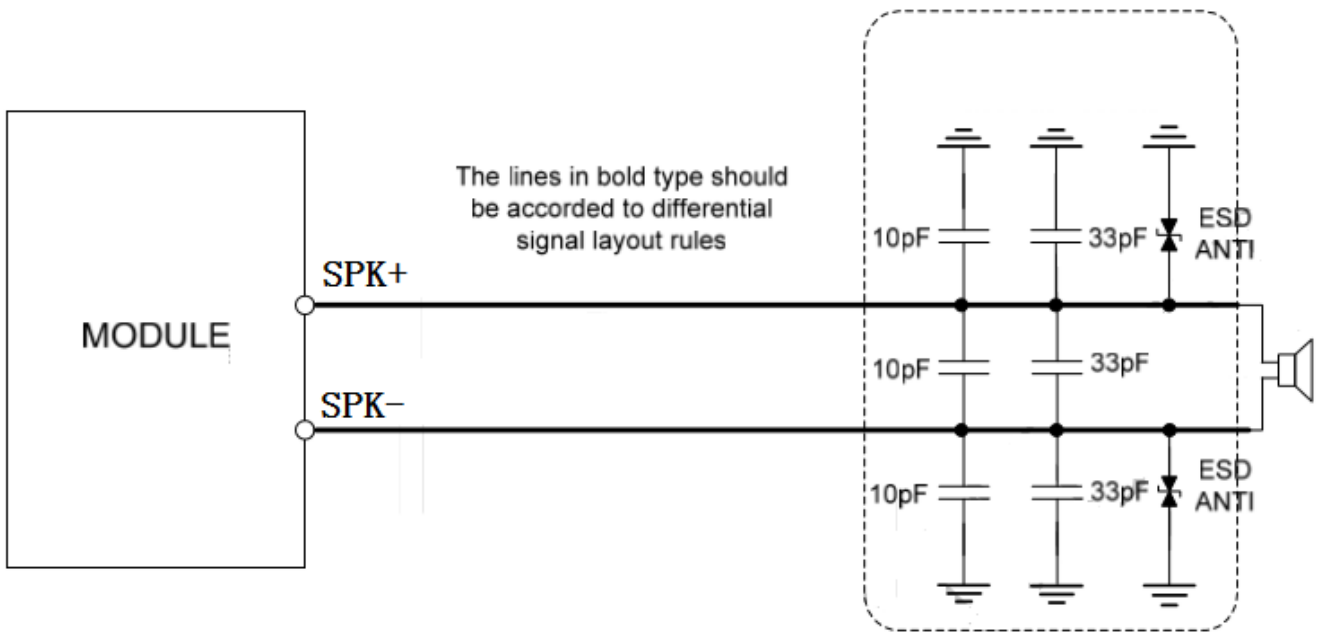 The lines in bold type should
be accorded to differential
signal layout rules
MODULE
SPK+
SPK-
10pF
33pF
ESD
ANTI
10pF
33pF
10pF
33pF
ESD
ANTI